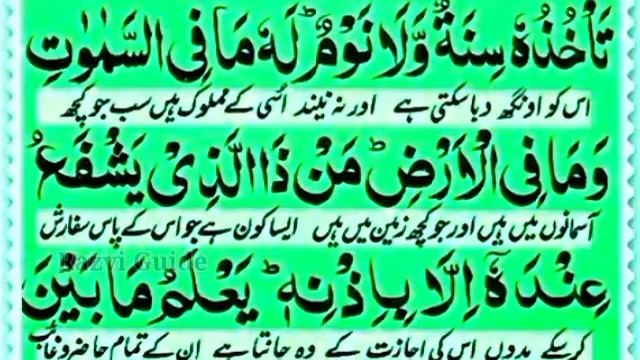 تَاْخُذُهٗ سِنَةٌ وَّلَا نَوْمٌ ؕ لَهٗ مَا فِی السَّمٰوٰتِ
اس کو اونگھ دبا سکتی ہے اور نہ نیند اسی کے مملوک ہیں سب جو کچھ
وَمَا فِی الْاَرْضِ ؕ مَنْ ذَا الَّذِیْ یَشْفَعُ
آسمانوں میں ہیں اور جو کچھ زمین میں ہیں ایسا کون ہے جو اس کے پاس سفارش
Razvi Guide
عِنْدَهٗۤ اِلَّا بِاِذْنِهٖ ؕ یَعْلَمُ مَا بَیْنَ
کر سکے بدوں اس کی اجازت کے وہ جانتا ہے ان کے تمام حاضر و غائب